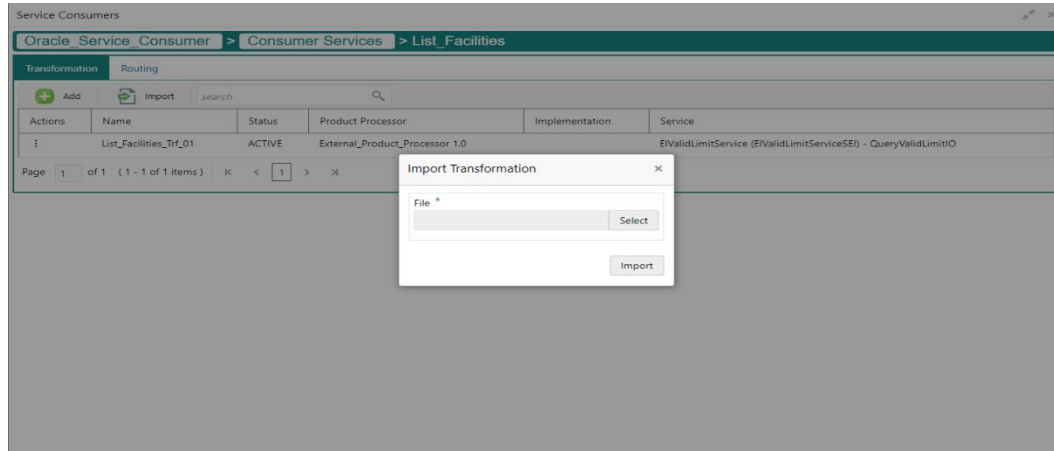 Service Consumers
Oracle_Service_Consumer > Consumer Services > List_Facilities
Transformation Routing
Add Import search
Actions Name Status Product Processor Implementation Service
List_Facilities_Trf_01 ACTIVE External_Product_Processor 1.0 EIValidLimitService (EIValidLimitServiceSEI) - QueryValidLimitIO
Page 1 of 1 (1 - 1 of 1 items) K < 1 > X
Import Transformation ×
File *
Select
Import